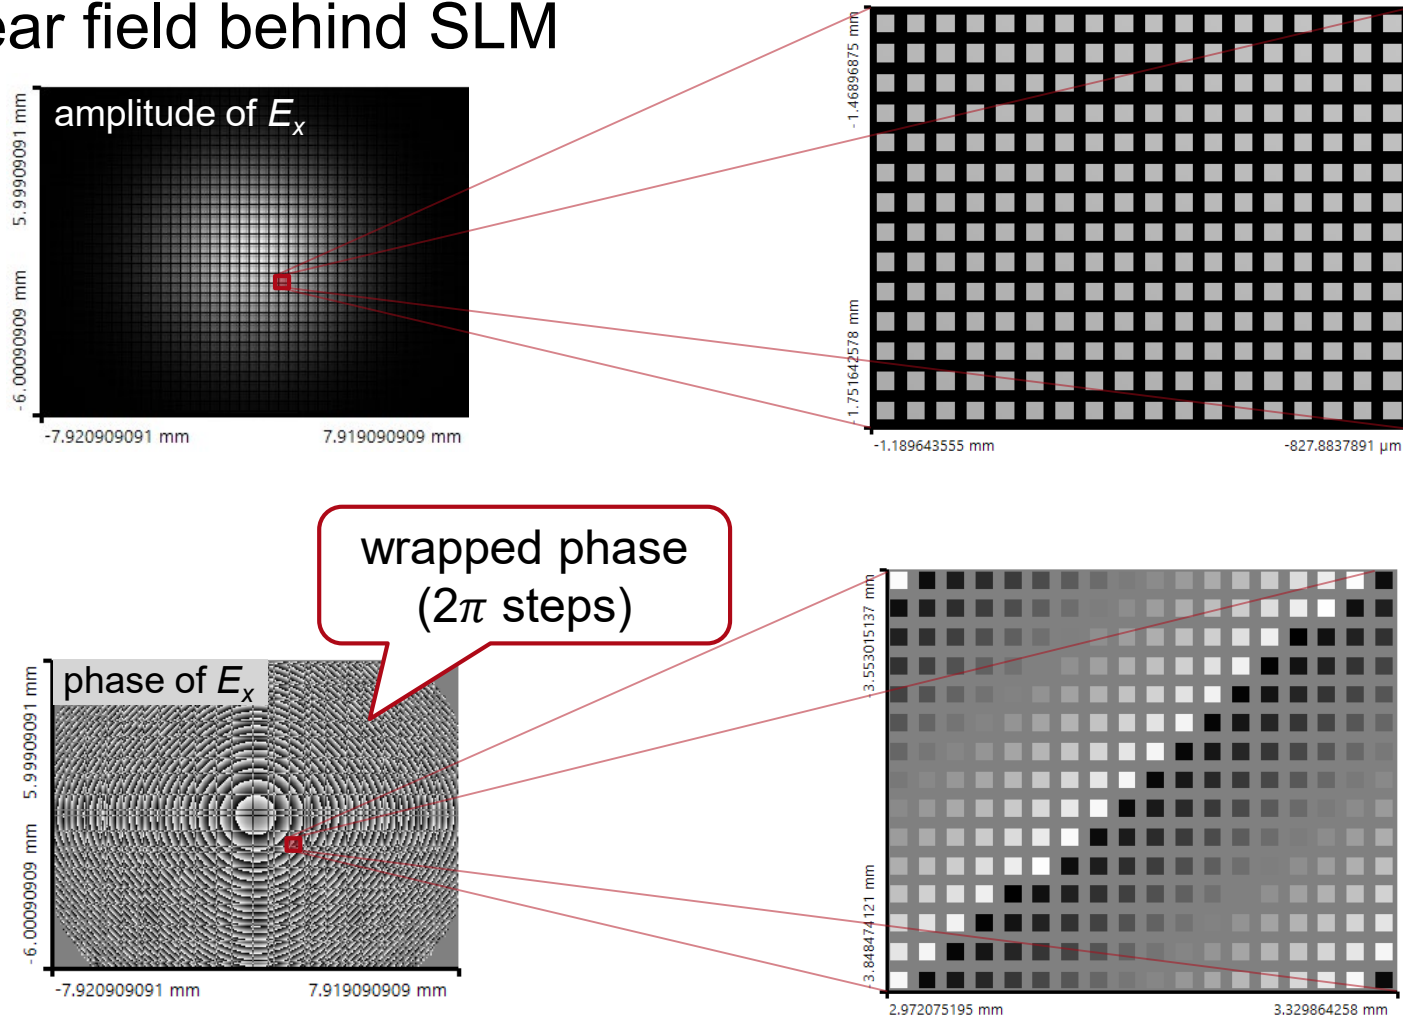 ear field behind SLM
amplitude of Ex
5.999090091 mm
-6.00090909 mm
-7.920909091 mm
7.919090909 mm
-1.46896875 mm
-1.751642578 mm
-1.189643555 mm
-827.8837891 µm
wrapped phase
(2π steps)
phase of Ex
5.999090091 mm
-6.00090909 mm
-7.920909091 mm
7.919090909 mm
-3.553015137 mm
-3.848474121 mm
2.972075195 mm
3.329864258 mm